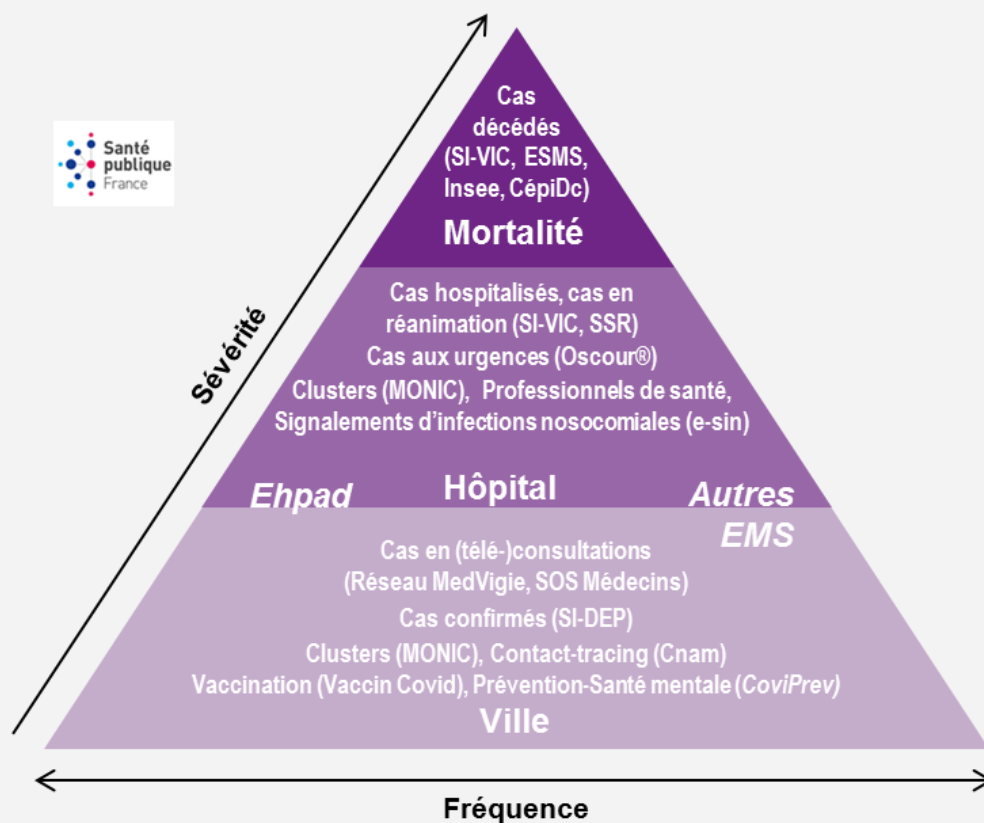 Santé
publique
France
Cas
décédés
(SI-VIC, ESMS,
Insee, CépiDc)
Mortalité
Sévérité
Cas hospitalisés, cas en
réanimation (SI-VIC, SSR)
Cas aux urgences (Oscour®)
Clusters (MONIC), Professionnels de santé,
Signalements d'infections nosocomiales (e-sin)
Ehpad
Hôpital
Autres
EMS
Cas en (télé-)consultations
(Réseau MedVigie, SOS Médecins)
Cas confirmés (SI-DEP)
Clusters (MONIC), Contact-tracing (Cnam)
Vaccination (Vaccin Covid), Prévention-Santé mentale (CoviPrev)
Ville
Fréquence